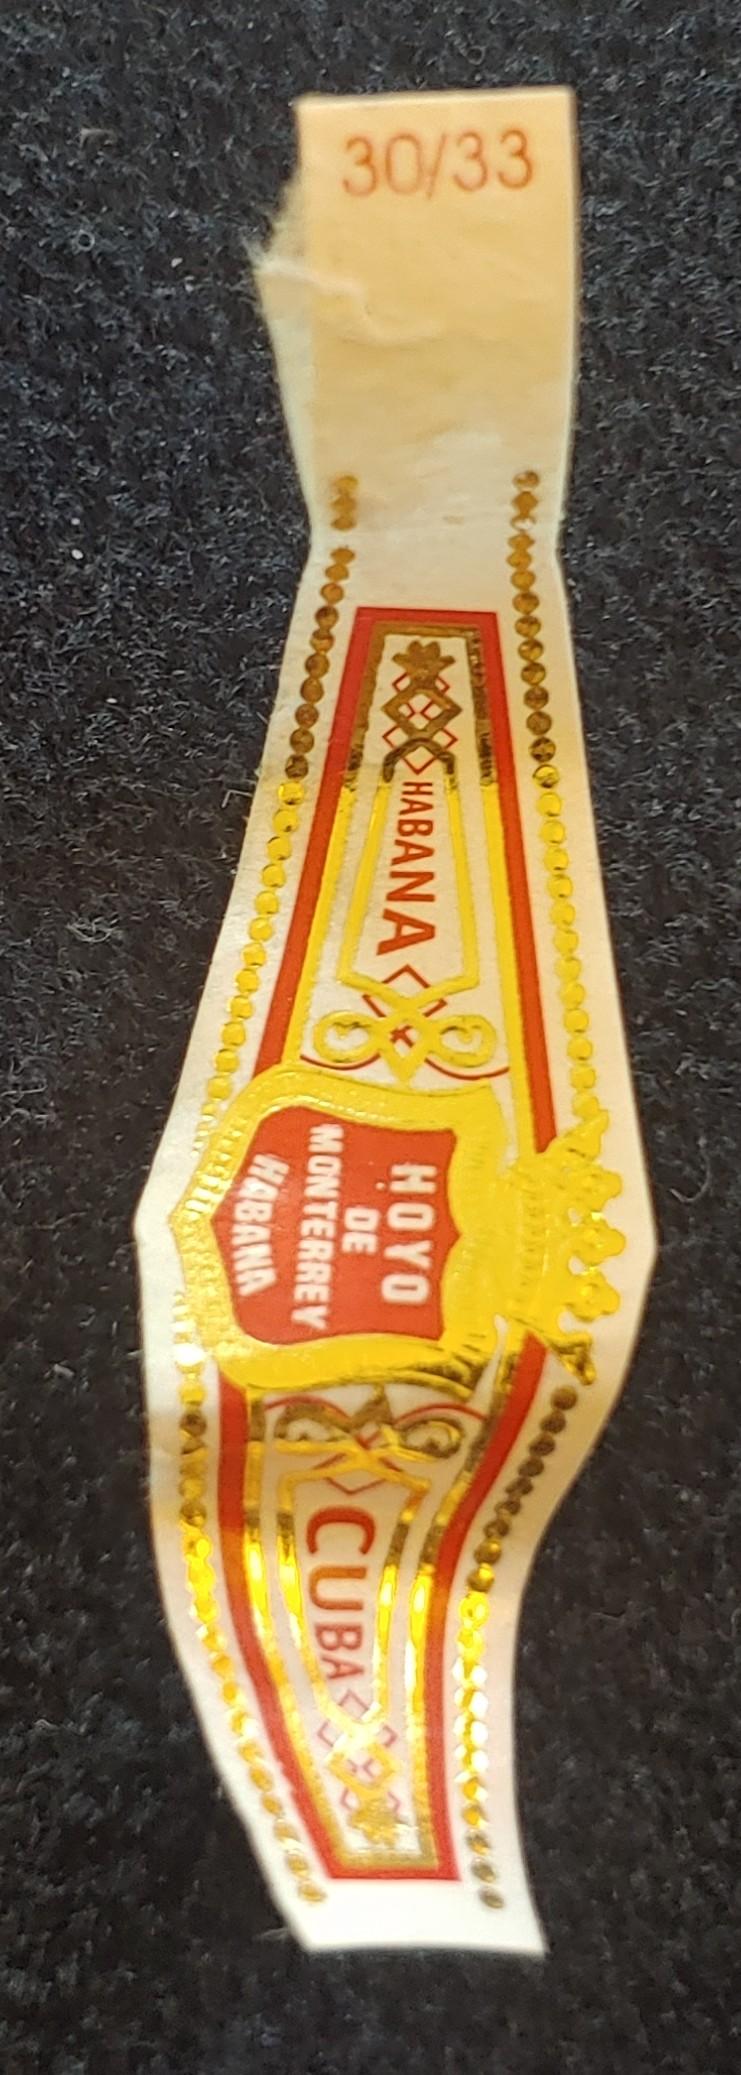 30/33
HABANA
HOYO
DE
MONTERREY
HABANA
CUBA